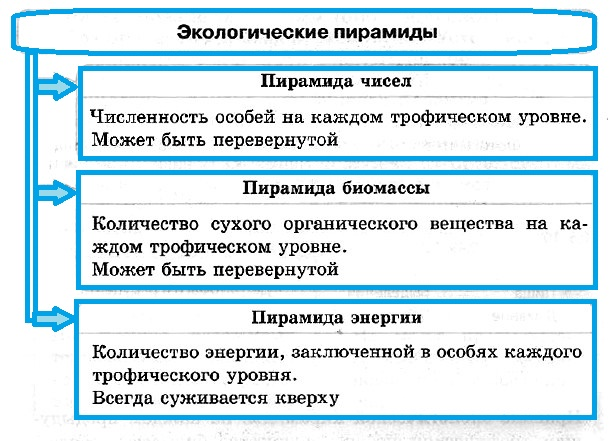 Экологические пирамиды
Пирамида чисел
Численность особей на каждом трофическом уровне.
Может быть перевернутой
Пирамида биомассы
Количество сухого органического вещества на ка-
ждом трофическом уровне.
Может быть перевернутой
Пирамида энергии
Количество энергии, заключенной в особях каждого
трофического уровня.
Всегда суживается кверху